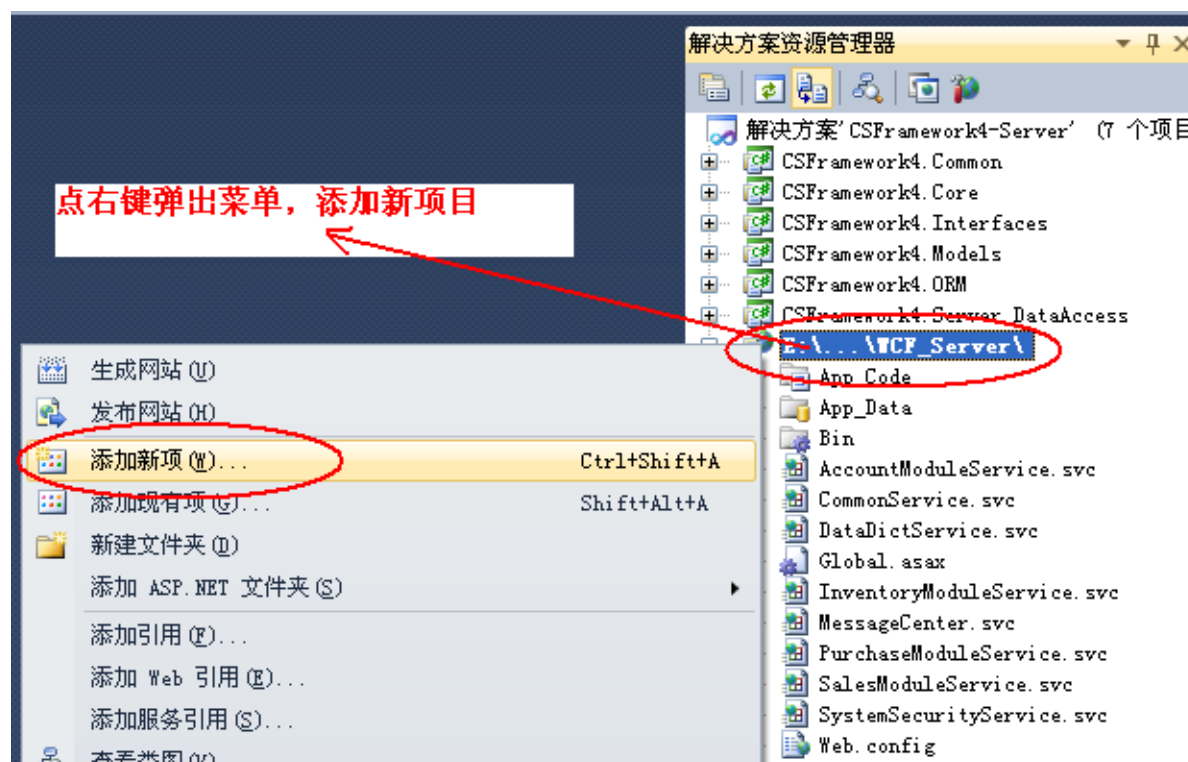 解决方案资源管理器
解决方案'CSFramework4-Server' (7 个项目
CSFramework4.Common
CSFramework4.Core
CSFramework4.Interfaces
CSFramework4.Models
CSFramework4.ORM
CSFramework4.Server.DataAccess
E:\...\WCF_Server\
App_Code
App_Data
Bin
AccountModuleService.svc
CommonService.svc
DataDictService.svc
Global.asax
InventoryModuleService.svc
MessageCenter.svc
PurchaseModuleService.svc
SalesModuleService.svc
SystemSecurityService.svc
Web.config
点右键弹出菜单，添加新项目
生成网站(U)
发布网站(H)
添加新项(W)... Ctrl+Shift+A
添加现有项(G)... Shift+Alt+A
新建文件夹(D)
添加 ASP.NET 文件夹(S)
添加引用(F)...
添加 Web 引用(E)...
添加服务引用(S)...
查看类图(V)